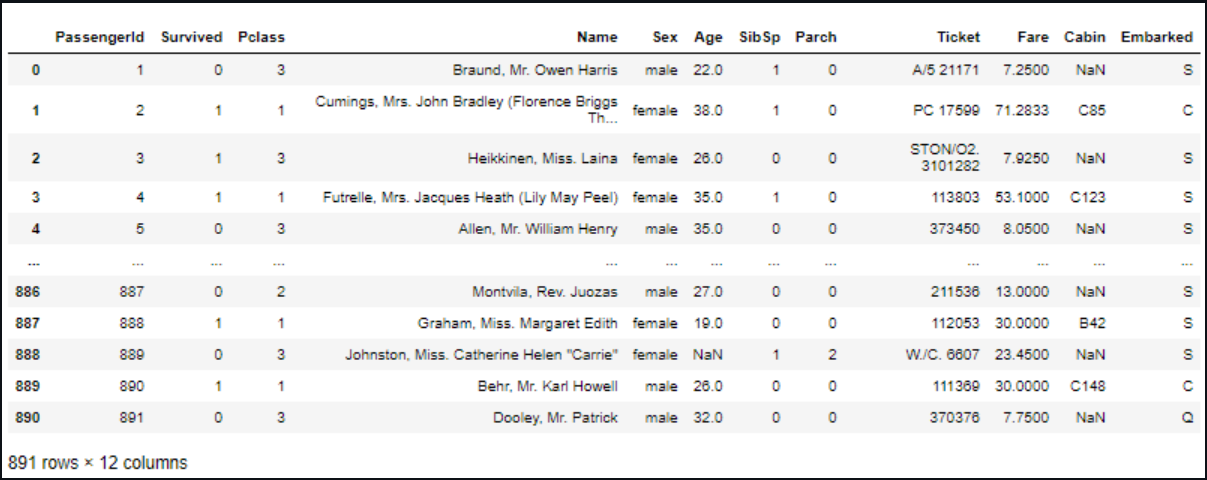 PassengerId Survived Pclass Name Sex Age SibSp Parch Ticket Fare Cabin Embarked
0 1 0 3 Braund, Mr. Owen Harris male 22.0 1 0 A/5 21171 7.2500 NaN S
1 2 1 1 Cumings, Mrs. John Bradley (Florence Briggs Th... female 38.0 1 0 PC 17599 71.2833 C85 C
2 3 1 3 Heikkinen, Miss. Laina female 26.0 0 0 STON/O2. 3101282 7.9250 NaN S
3 4 1 1 Futrelle, Mrs. Jacques Heath (Lily May Peel) female 35.0 1 0 113803 53.1000 C123 S
4 5 0 3 Allen, Mr. William Henry male 35.0 0 0 373450 8.0500 NaN S
... ... ... ... ... ... ... ... ... ... ... ... ...
886 887 0 2 Montvila, Rev. Juozas male 27.0 0 0 211536 13.0000 NaN S
887 888 1 1 Graham, Miss. Margaret Edith female 19.0 0 0 112053 30.0000 B42 S
888 889 0 3 Johnston, Miss. Catherine Helen "Carrie" female NaN 1 2 W./C. 6607 23.4500 NaN S
889 890 1 1 Behr, Mr. Karl Howell male 26.0 0 0 111369 30.0000 C148 C
890 891 0 3 Dooley, Mr. Patrick male 32.0 0 0 370376 7.7500 NaN Q
891 rows × 12 columns